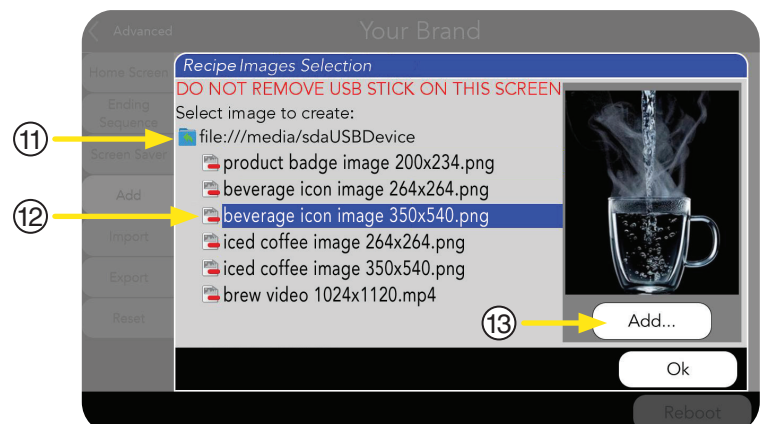 Advanced
Your Brand
Home Screen
Ending
Sequence
Screen Saver
Add
Import
Export
Reset
Recipe Images Selection
DO NOT REMOVE USB STICK ON THIS SCREEN
Select image to create:
11
file:///media/sdaUSBDevice
product badge image 200x234.png
beverage icon image 264x264.png
12
beverage icon image 350x540.png
iced coffee image 264x264.png
iced coffee image 350x540.png
brew video 1024x1120.mp4
13
Add...
Ok
Reboot